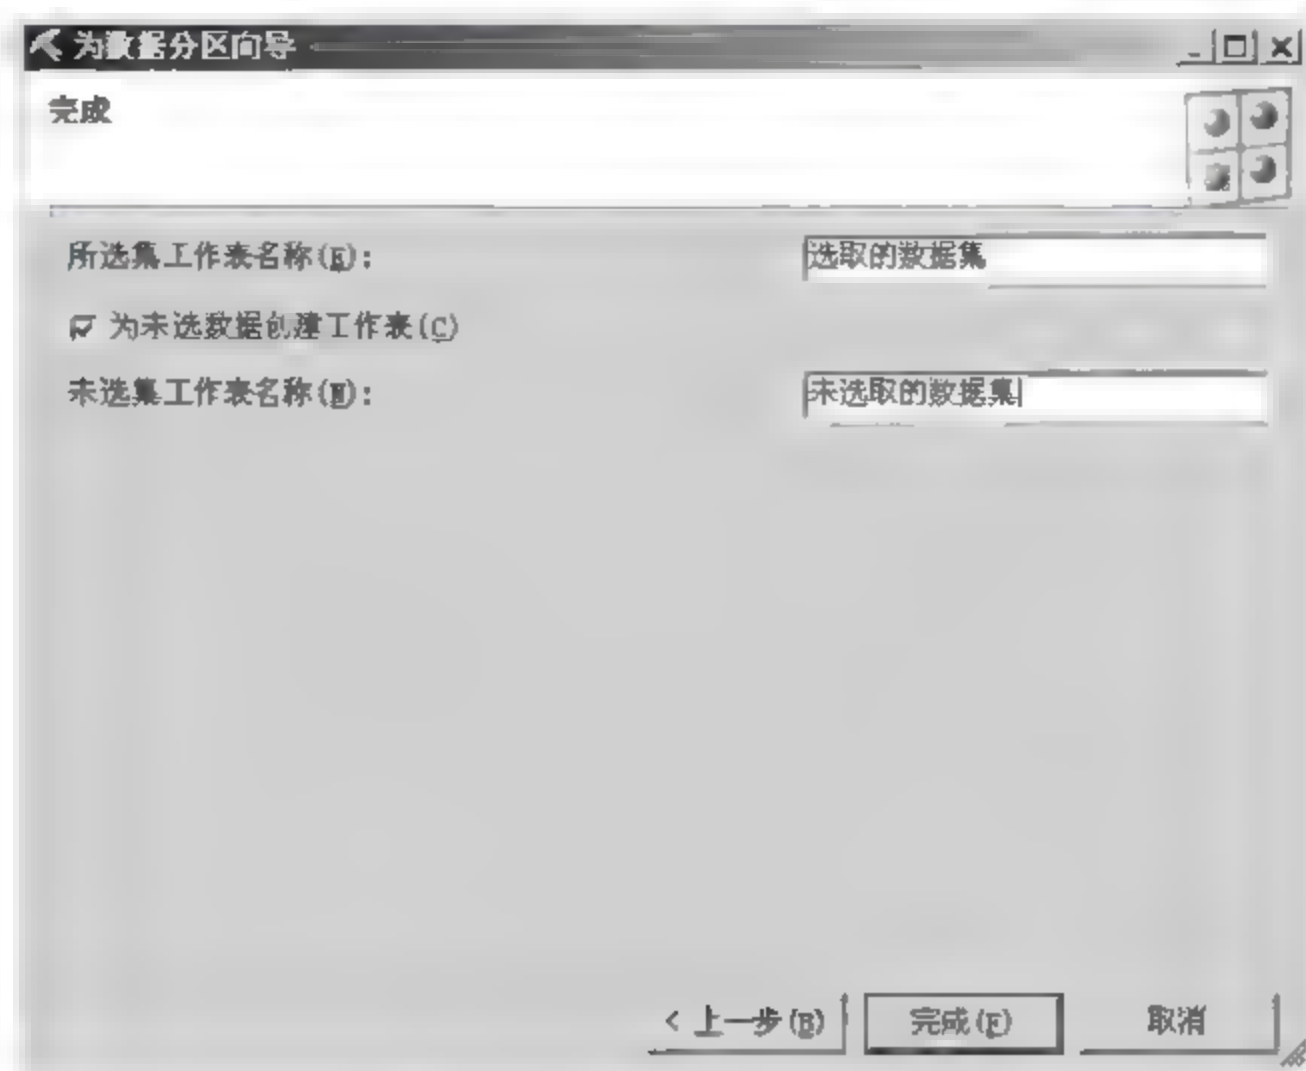 为数据分区向导
完成
所选集工作表名称(E):
选取的数据集
为未选数据创建工作表(C)
未选集工作表名称(N):
未选取的数据集
< 上一步(B)
完成(F)
取消